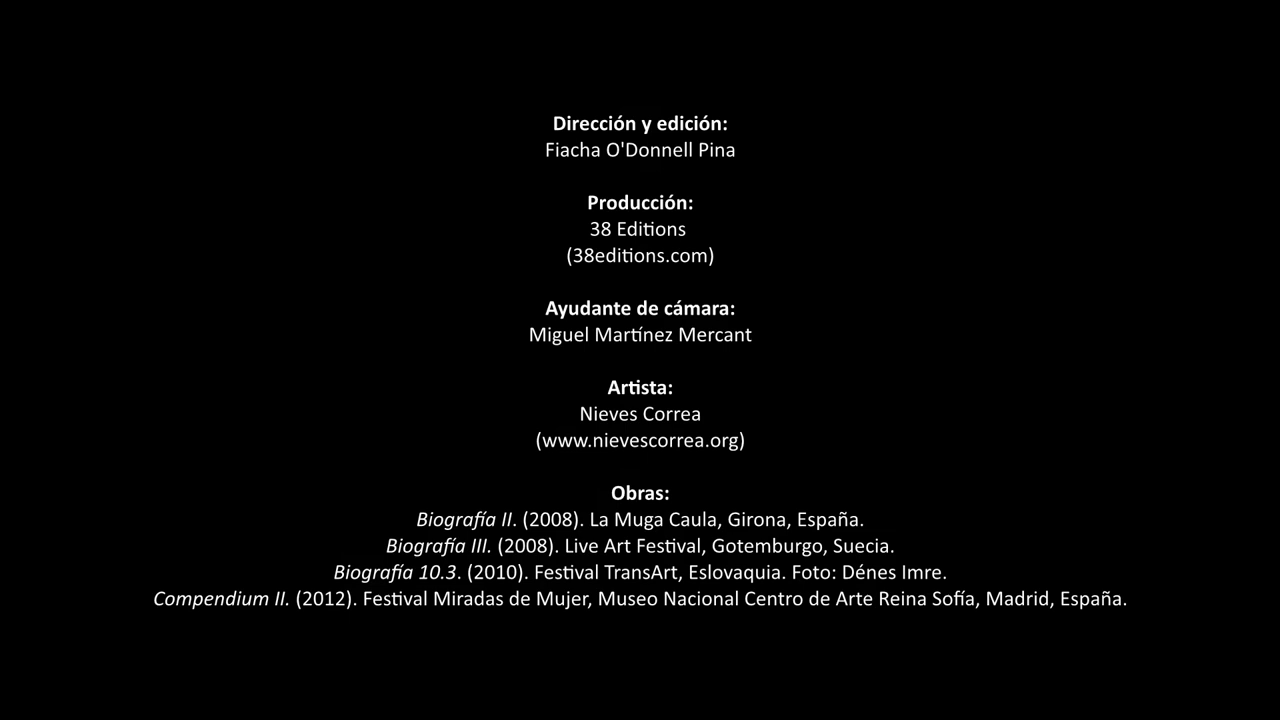 Dirección y edición:
Fiacha O'Donnell Pina
Producción:
38 Editions
(38editions.com)
Ayudante de cámara:
Miguel Martínez Mercant
Artista:
Nieves Correa
(www.nievescorrea.org)
Obras:
Biografía II. (2008). La Muga Caula, Girona, España.
Biografía III. (2008). Live Art Festival, Gotemburgo, Suecia.
Biografía 10.3. (2010). Festival TransArt, Eslovaquia. Foto: Dénes Imre.
Compendium II. (2012). Festival Miradas de Mujer, Museo Nacional Centro de Arte Reina Sofía, Madrid, España.